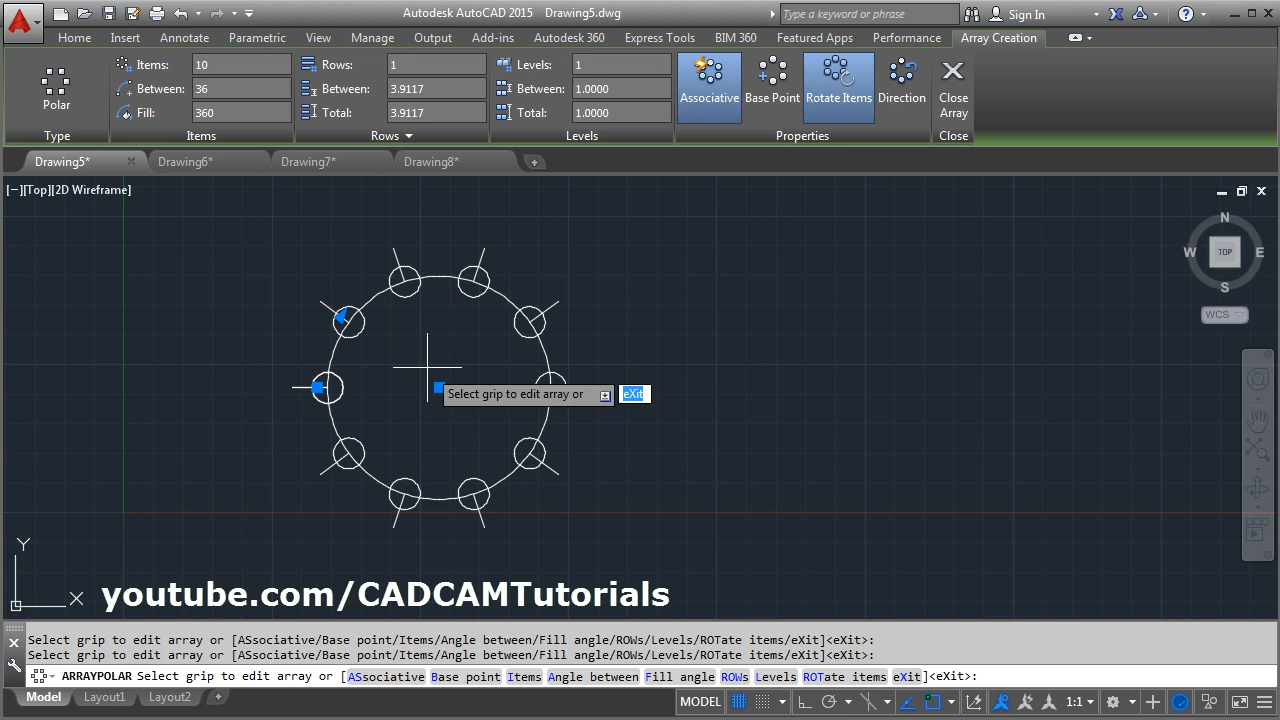 Autodesk AutoCAD 2015 Drawing5.dwg
Type a keyword or phrase
Sign In
Home Insert Annotate Parametric View Manage Output Add-ins Autodesk 360 Express Tools BIM 360 Featured Apps Performance Array Creation
Items: 10 Rows: 1 Levels: 1
Between: 36 Between: 3.9117 Between: 1.0000
Fill: 360 Total: 3.9117 Total: 1.0000
Polar
Associative Base Point Rotate Items Direction Close
Array
Type Items Rows Levels Properties Close
Drawing5* Drawing6* Drawing7* Drawing8*
[−][Top][2D Wireframe]
N
W TOP E
S
WCS
Select grip to edit array or eXit
Y
X
youtube.com/CADCAMTutorials
Select grip to edit array or [ASsociative/Base point/Items/Angle between/Fill angle/ROWs/Levels/ROTate items/eXit]<eXit>:
Select grip to edit array or [ASsociative/Base point/Items/Angle between/Fill angle/ROWs/Levels/ROTate items/eXit]<eXit>:
ARRAYPOLAR Select grip to edit array or [ASsociative Base point Items Angle between Fill angle ROWs Levels ROTate items eXit]<eXit>:
Model Layout1 Layout2
MODEL 1:1